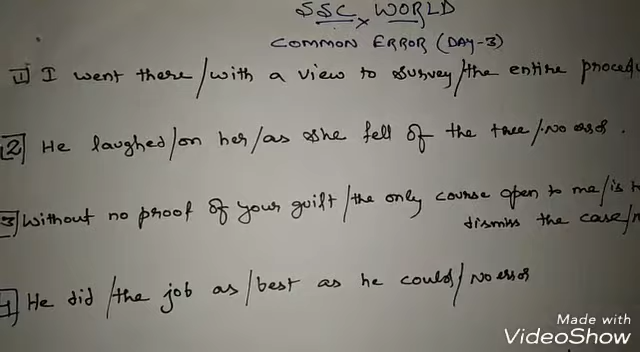 SSC WORLD
COMMON ERROR (DAY-3)
1 I went there/with a view to survey/the entire
2 He laughed/on her/as she fell of the tree/no error.
3 Without no proof of your guilt/the only course open to me/is
dismiss the case/
4 He did/the job as/best as he could/No error
Made with
VideoShow